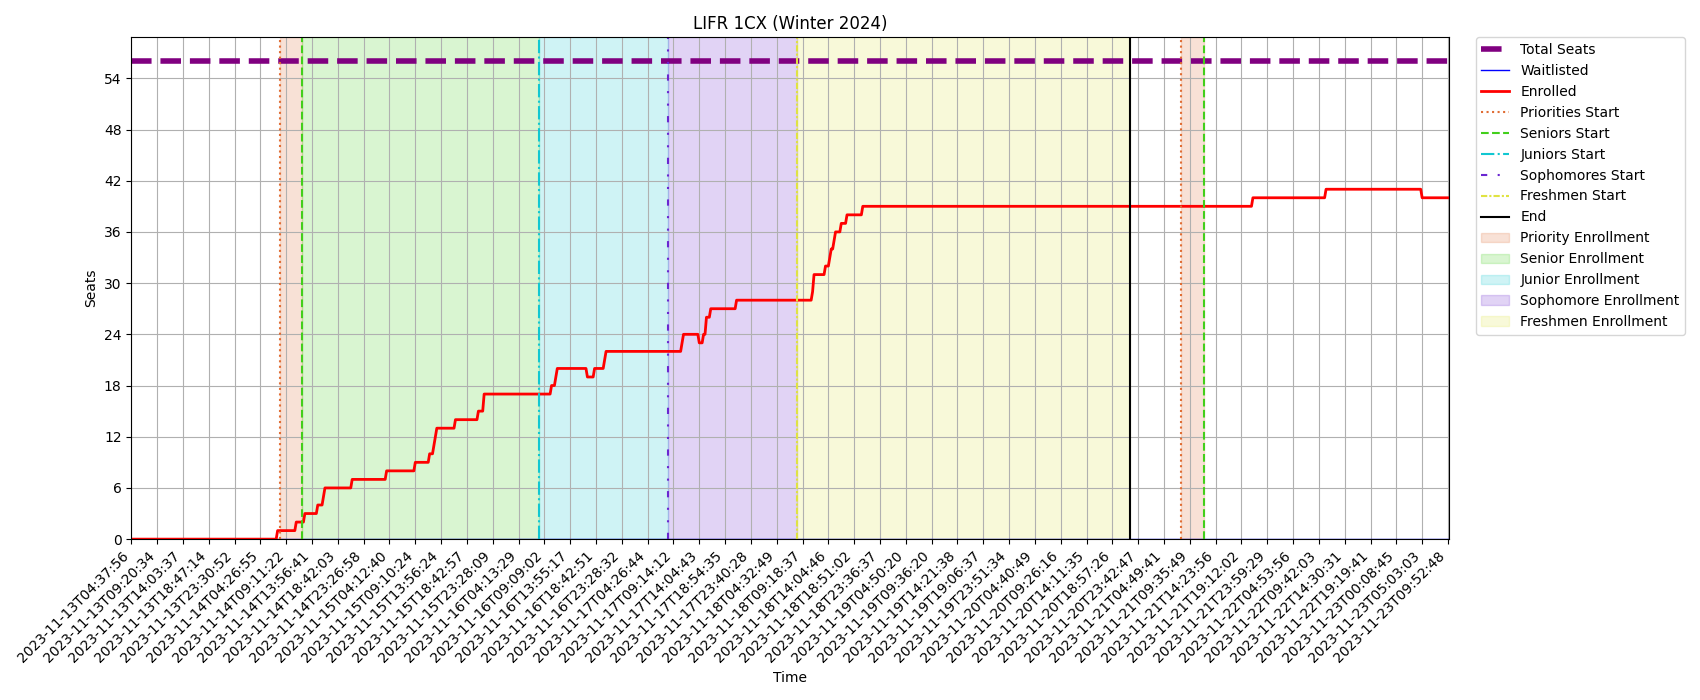 LIFR 1CX (Winter 2024)
Total Seats
Waitlisted
Enrolled
Priorities Start
Seniors Start
Juniors Start
Sophomores Start
Freshmen Start
End
Priority Enrollment
Senior Enrollment
Junior Enrollment
Sophomore Enrollment
Freshmen Enrollment
Seats
54
48
42
36
30
24
18
12
6
0
2023-11-13T04:37:56
2023-11-13T09:20:34
2023-11-13T14:03:37
2023-11-13T18:47:14
2023-11-13T23:30:52
2023-11-14T04:26:55
2023-11-14T09:11:22
2023-11-14T13:56:41
2023-11-14T18:42:03
2023-11-14T23:26:58
2023-11-15T04:12:40
2023-11-15T09:10:24
2023-11-15T13:56:24
2023-11-15T18:42:57
2023-11-15T23:28:09
2023-11-16T04:13:29
2023-11-16T09:09:02
2023-11-16T13:55:17
2023-11-16T18:42:51
2023-11-16T23:28:32
2023-11-17T04:26:44
2023-11-17T09:14:12
2023-11-17T14:04:43
2023-11-17T18:54:35
2023-11-17T23:40:28
2023-11-18T04:32:49
2023-11-18T09:18:37
2023-11-18T14:04:46
2023-11-18T18:51:02
2023-11-18T23:36:37
2023-11-19T04:50:20
2023-11-19T09:36:20
2023-11-19T14:21:38
2023-11-19T19:06:37
2023-11-19T23:51:34
2023-11-20T04:40:49
2023-11-20T09:26:16
2023-11-20T14:11:35
2023-11-20T18:57:26
2023-11-20T23:42:47
2023-11-21T04:49:41
2023-11-21T09:35:49
2023-11-21T14:23:56
2023-11-21T19:12:02
2023-11-21T23:59:29
2023-11-22T04:53:56
2023-11-22T09:42:03
2023-11-22T14:30:31
2023-11-22T19:19:41
2023-11-23T00:08:45
2023-11-23T05:03:03
2023-11-23T09:52:48
Time